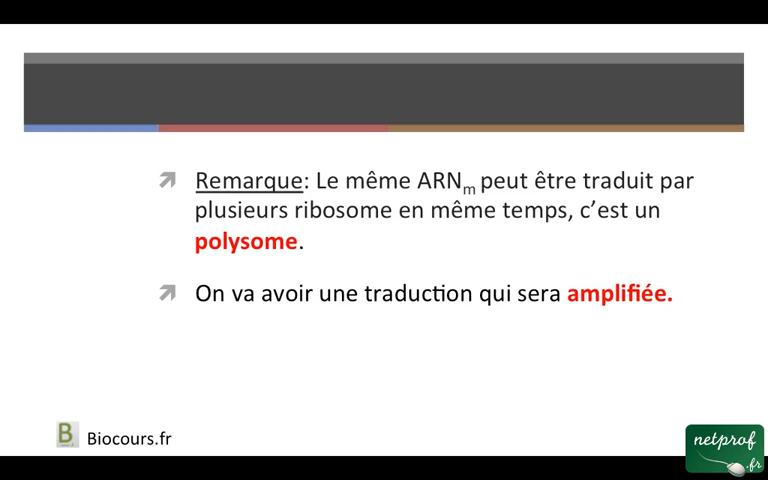 Remarque: Le même ARNm peut être traduit par
plusieurs ribosome en même temps, c’est un
polysome.
On va avoir une traduction qui sera amplifiée.
B
Biocours.fr
netprof
.fr